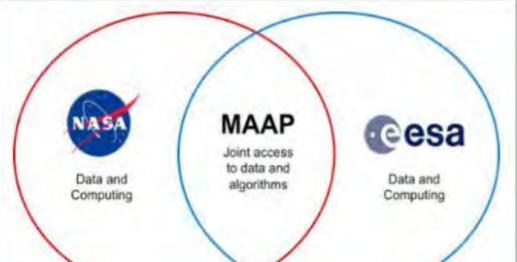 NASA
Data and
Computing
MAAP
Joint access
to data and
algorithms
esa
Data and
Computing